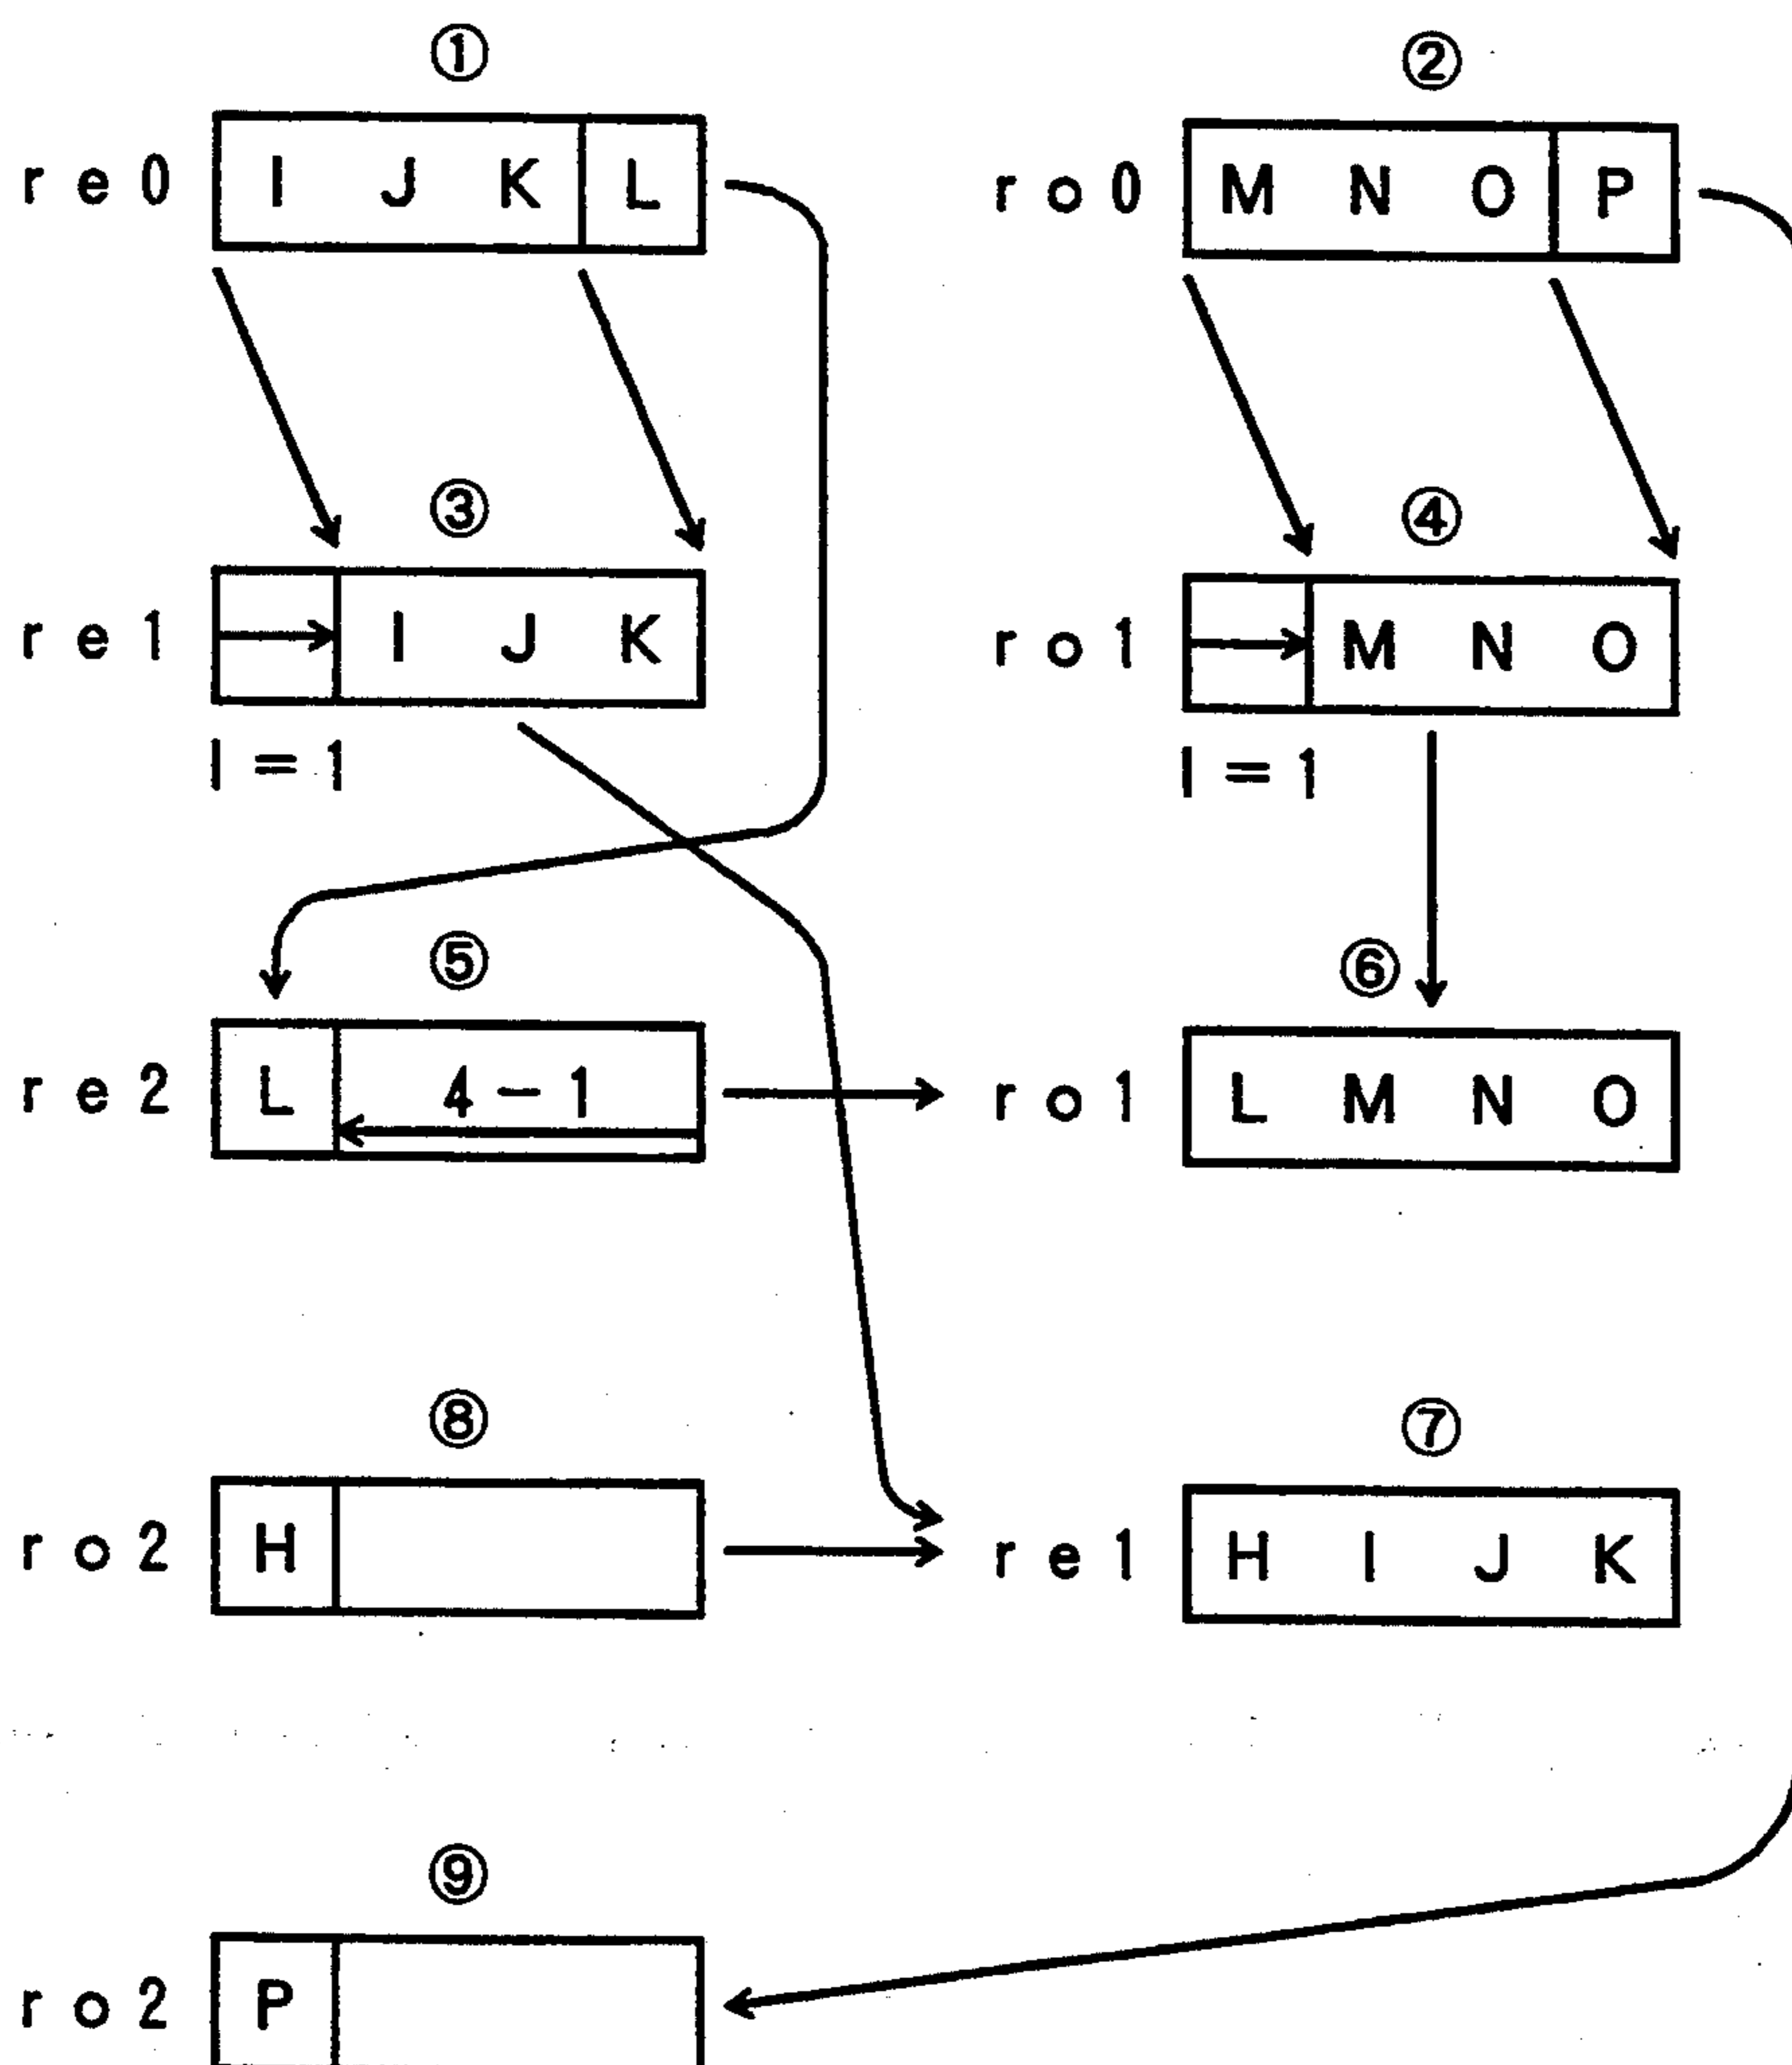 ① ②
re0 I J K L ro0 M N O P
③ ④
re1 I J K ro1 M N O
I=1 I=1
⑤ ⑥
re2 L 4-1 ro1 L M N O
⑧ ⑦
ro2 H re1 H I J K
⑨
ro2 P